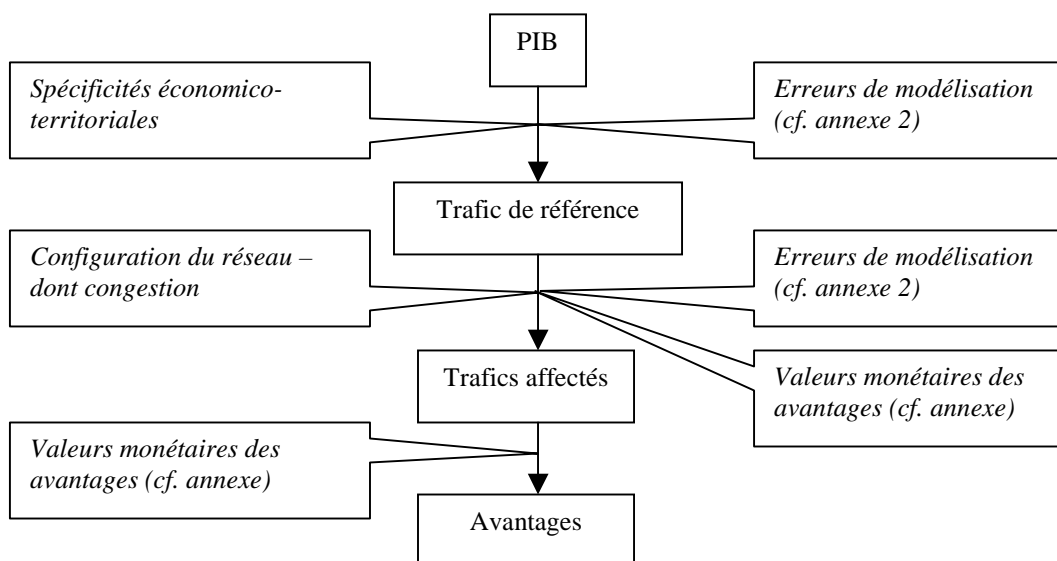 PIB
Spécificités économico-
territoriales
Erreurs de modélisation
(cf. annexe 2)
Trafic de référence
Configuration du réseau –
dont congestion
Erreurs de modélisation
(cf. annexe 2)
Trafics affectés
Valeurs monétaires des
avantages (cf. annexe)
Valeurs monétaires des
avantages (cf. annexe)
Avantages